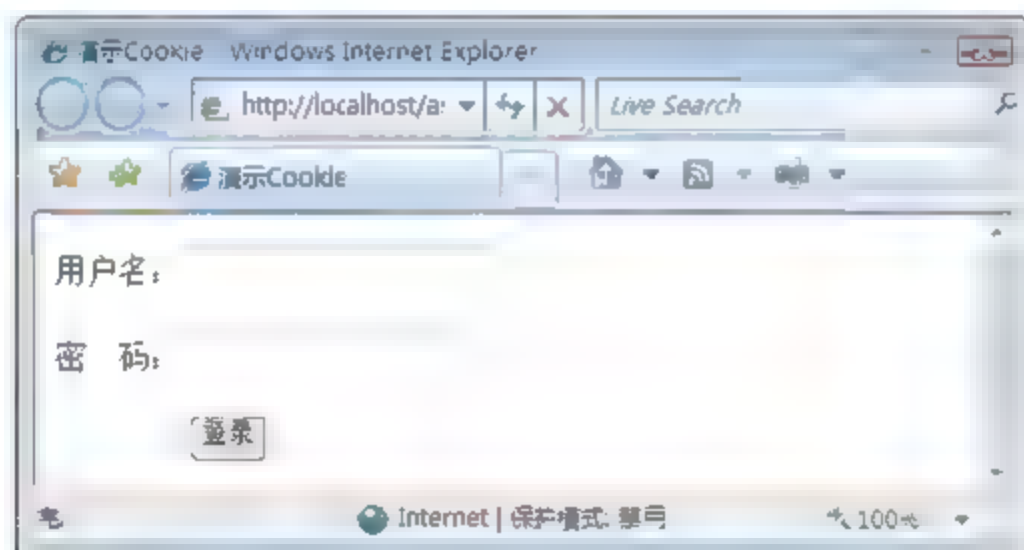 演示Cookie Windows Internet Explorer
http://localhost/a: Live Search
演示Cookie
用户名：
密 码：
登录
Internet | 保护模式: 禁用 100%